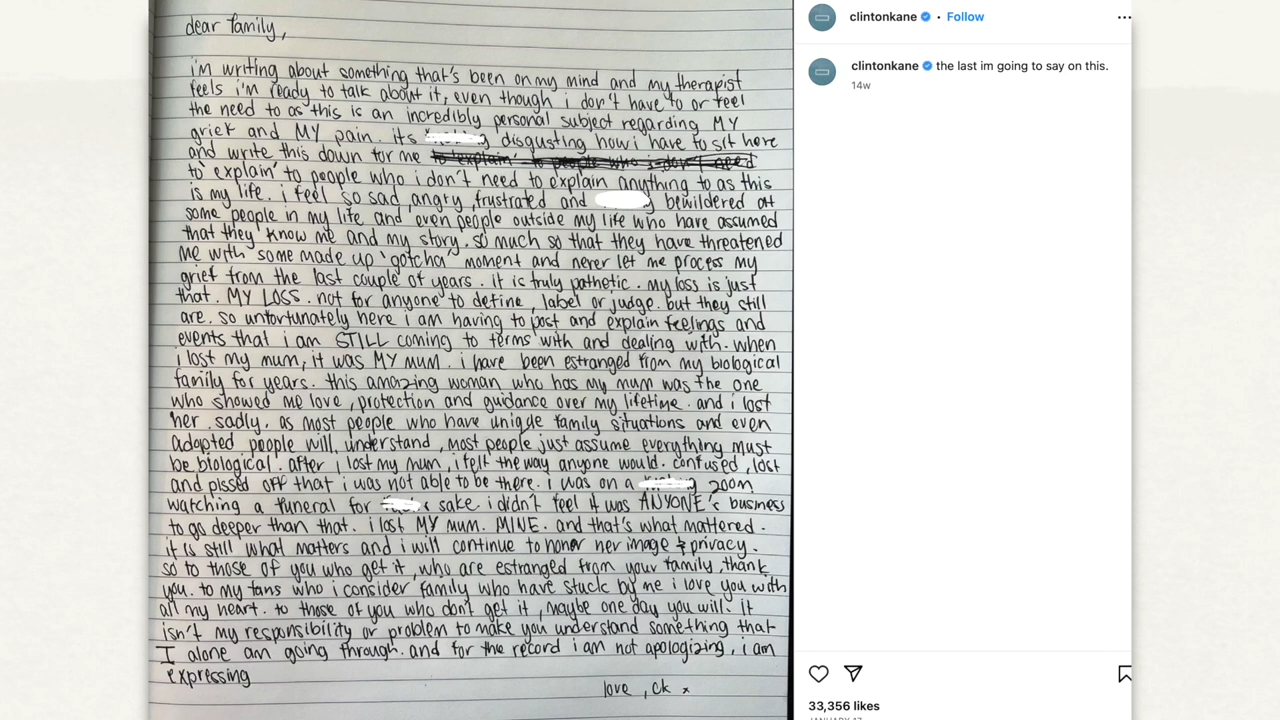 dear family,
i'm writing about something that's been on my mind and my therapist
feels i'm ready to talk about it, even though i don't have to or feel
the need to as this is an incredibly personal subject regarding MY
grief and MY pain. its disgusting how i have to sit here
and write this down for me to 'explain' to people who i don't need
to 'explain' to people who i don't need to explain anything to as this
is my life. i feel so sad, angry, frustrated and bewildered at
some people in my life and even people outside my life who have assumed
that they 'know me and my story. so much so that they have threatened
me with some made up 'gotcha' moment and never let me process my
grief from the last couple of years. it is truly pathetic. my loss is just
that. MY LOSS. not for anyone to define, label or judge. but they still
are. so unfortunately here i am having to post and explain feelings and
events that i am STILL coming to terms with and dealing with. when
i lost my mum, it was MY MUM. i have been estranged from my biological
family for years. this amazing woman who was my mum was the one
who showed me love, protection and guidance over my lifetime. and i lost
her. sadly, as most people who have unique family situations and even
adopted people will, understand, most people just assume everything must
be biological. after i lost my mum, i felt the way anyone would. confused, lost
and pissed off that i was not able to be there. i was on a zoom
watching a funeral for sake i didn't feel it was ANYONE's business
to go deeper than that. i lost MY mum. MINE. and that's what mattered.
it is still what matters and i will continue to honor her image & privacy.
so to those of you who get it, who are estranged from your family, thank
you. to my fans who i consider family who have stuck by me i love you with
all my heart. to those of you who don't get it, maybe one day you will. it
isn't my responsibility or problem to make you understand something that
I alone am going through. and for the record i am not apologizing, i am
expressing
love, ck x
clintonkane • Follow
clintonkane the last im going to say on this.
14w
33,356 likes